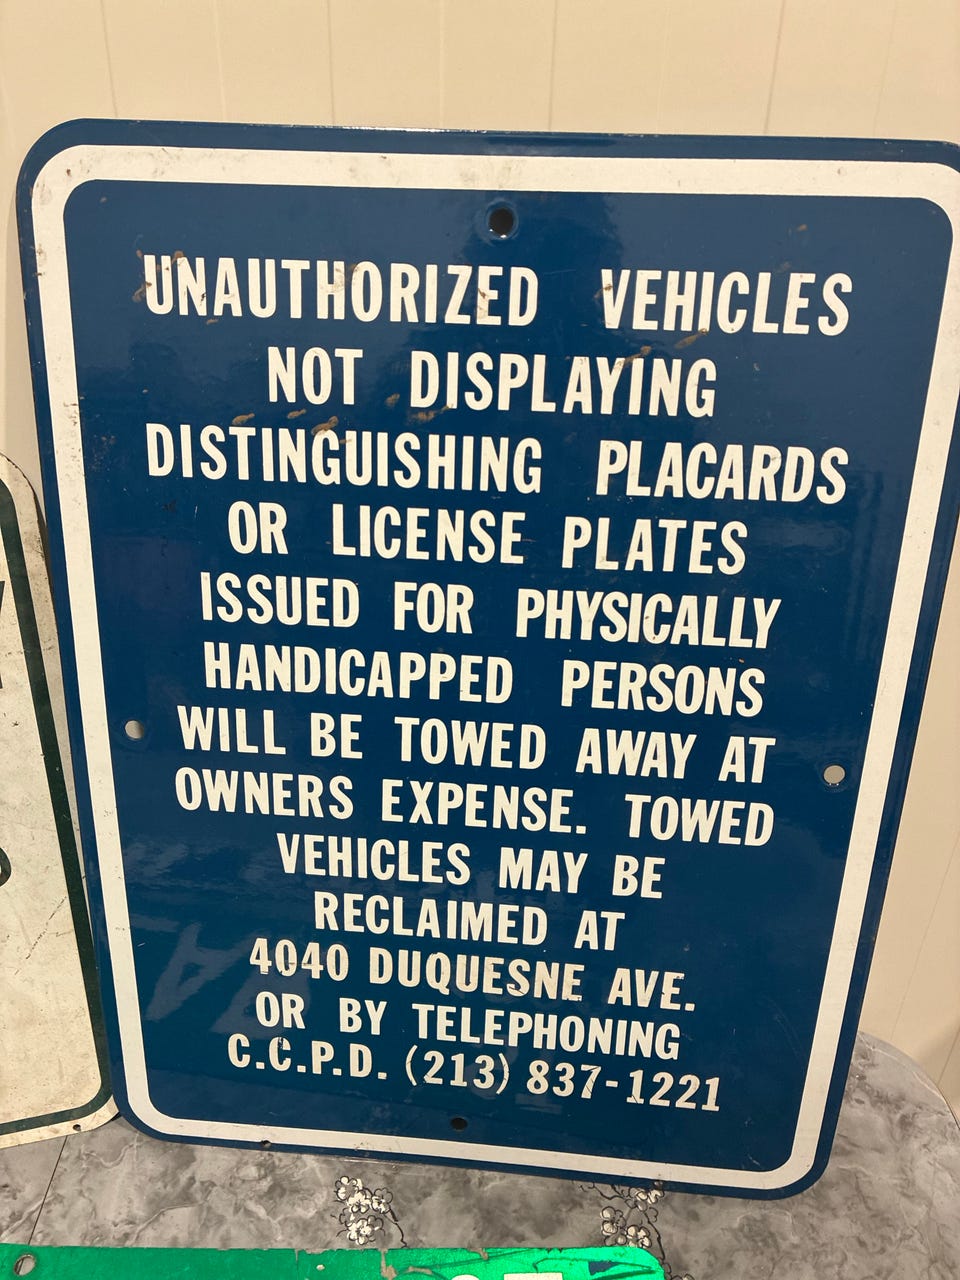 UNAUTHORIZED VEHICLES
NOT DISPLAYING
DISTINGUISHING PLACARDS
OR LICENSE PLATES
ISSUED FOR PHYSICALLY
HANDICAPPED PERSONS
WILL BE TOWED AWAY AT
OWNERS EXPENSE. TOWED
VEHICLES MAY BE
RECLAIMED AT
4040 DUQUESNE AVE.
OR BY TELEPHONING
C.C.P.D. (213) 837-1221